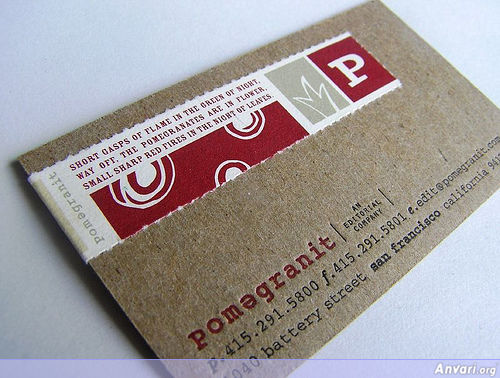 P
SHORT GASPS OF FLAME IN THE GREEN OF NIGHT,
WAY OFF, THE POMEGRANATES ARE IN FLOWER,
SMALL SHARP RED FIRES IN THE NIGHT OF LEAVES.
pomegranit
pomegranit
AN
EDITORIAL
COMPANY
p.415.291.5800 f.415.291.5801 e.edit@pomegranit.com
040 battery street san francisco california
Anvari.org